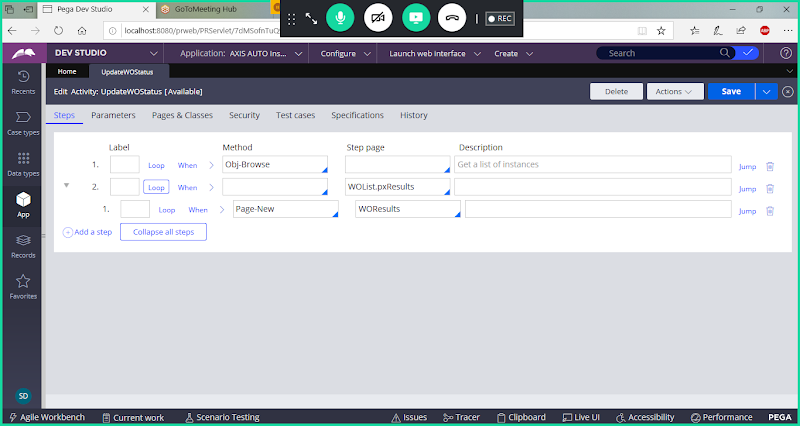 Pega Dev Studio
GoToMeeting Hub
REC
localhost:8080/prweb/PRServlet/7dMSofnTuQ
DEV STUDIO
Application: AXIS AUTO Ins...
Configure
Launch web interface
Create
Search
Home
UpdateWOStatus
Edit Activity: UpdateWOStatus [Available]
Delete
Actions
Save
Recents
Case types
Data types
App
Records
Favorites
SD
Steps Parameters Pages & Classes Security Test cases Specifications History
Label Method Step page Description
1. Loop When Obj-Browse Get a list of instances Jump
2. Loop When WOList.pxResults Jump
1. Loop When Page-New WOResults Jump
Add a step Collapse all steps
Agile Workbench Current work Scenario Testing Issues Tracer Clipboard Live UI Accessibility Performance PEGA